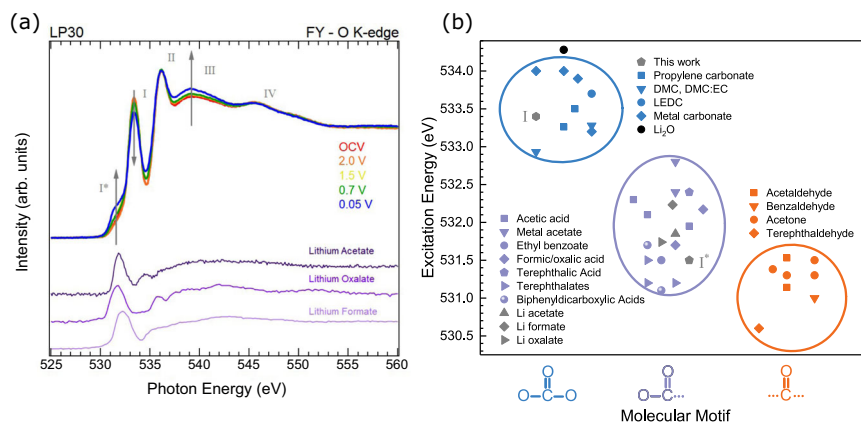 (a)
LP30
FY - O K-edge
I*
I
II
III
IV
OCV
2.0 V
1.5 V
0.7 V
0.05 V
Lithium Acetate
Lithium Oxalate
Lithium Formate
Intensity (arb. units)
525 530 535 540 545 550 555 560
Photon Energy (eV)
(b)
Excitation Energy (eV)
534.0
533.5
533.0
532.5
532.0
531.5
531.0
530.5
This work
Propylene carbonate
DMC, DMC:EC
LEDC
Metal carbonate
Li₂O
I
Acetic acid
Metal acetate
Ethyl benzoate
Formic/oxalic acid
Terephthalic Acid
Terephthalates
Biphenyldicarboxylic Acids
Li acetate
Li formate
Li oxalate
I*
Acetaldehyde
Benzaldehyde
Acetone
Terephthaldehyde
O
O-C-O
O
O-C...
O
...C...
Molecular Motif